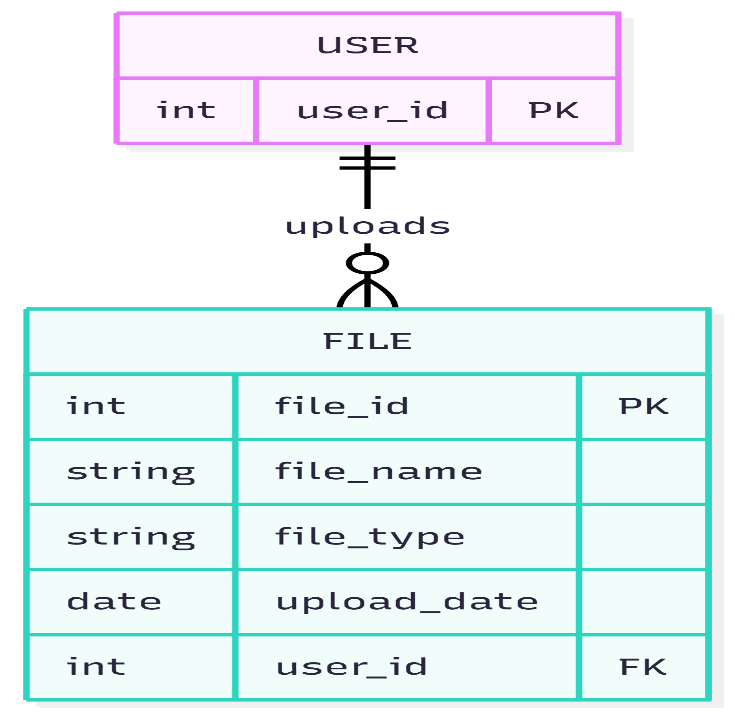 USER
int user_id PK
uploads
FILE
int file_id PK
string file_name
string file_type
date upload_date
int user_id FK